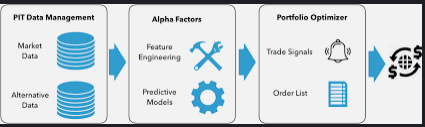 PIT Data Management
Market
Data
Alternative
Data
Alpha Factors
Feature
Engineering
Predictive
Models
Portfolio Optimizer
Trade Signals
Order List
$
$